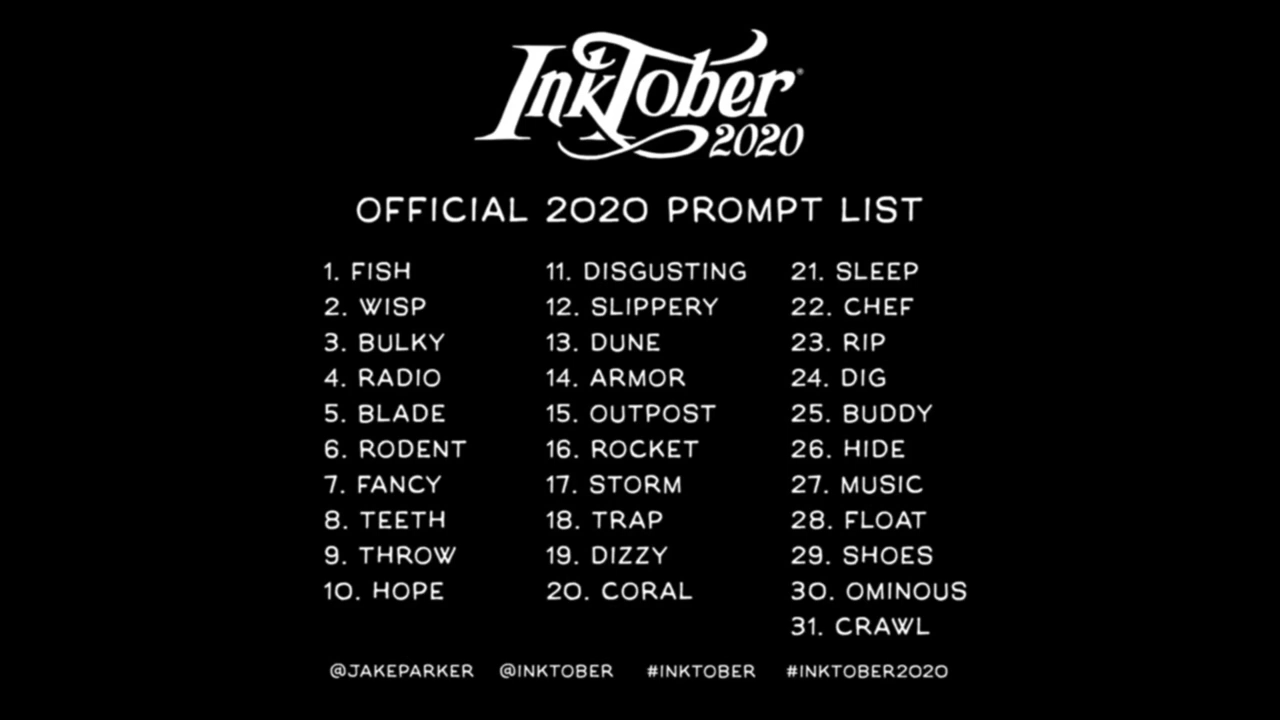 InkTober®
2020
OFFICIAL 2020 PROMPT LIST
1. FISH
2. WISP
3. BULKY
4. RADIO
5. BLADE
6. RODENT
7. FANCY
8. TEETH
9. THROW
10. HOPE
11. DISGUSTING
12. SLIPPERY
13. DUNE
14. ARMOR
15. OUTPOST
16. ROCKET
17. STORM
18. TRAP
19. DIZZY
20. CORAL
21. SLEEP
22. CHEF
23. RIP
24. DIG
25. BUDDY
26. HIDE
27. MUSIC
28. FLOAT
29. SHOES
30. OMINOUS
31. CRAWL
@JAKEPARKER @INKTOBER #INKTOBER #INKTOBER2020